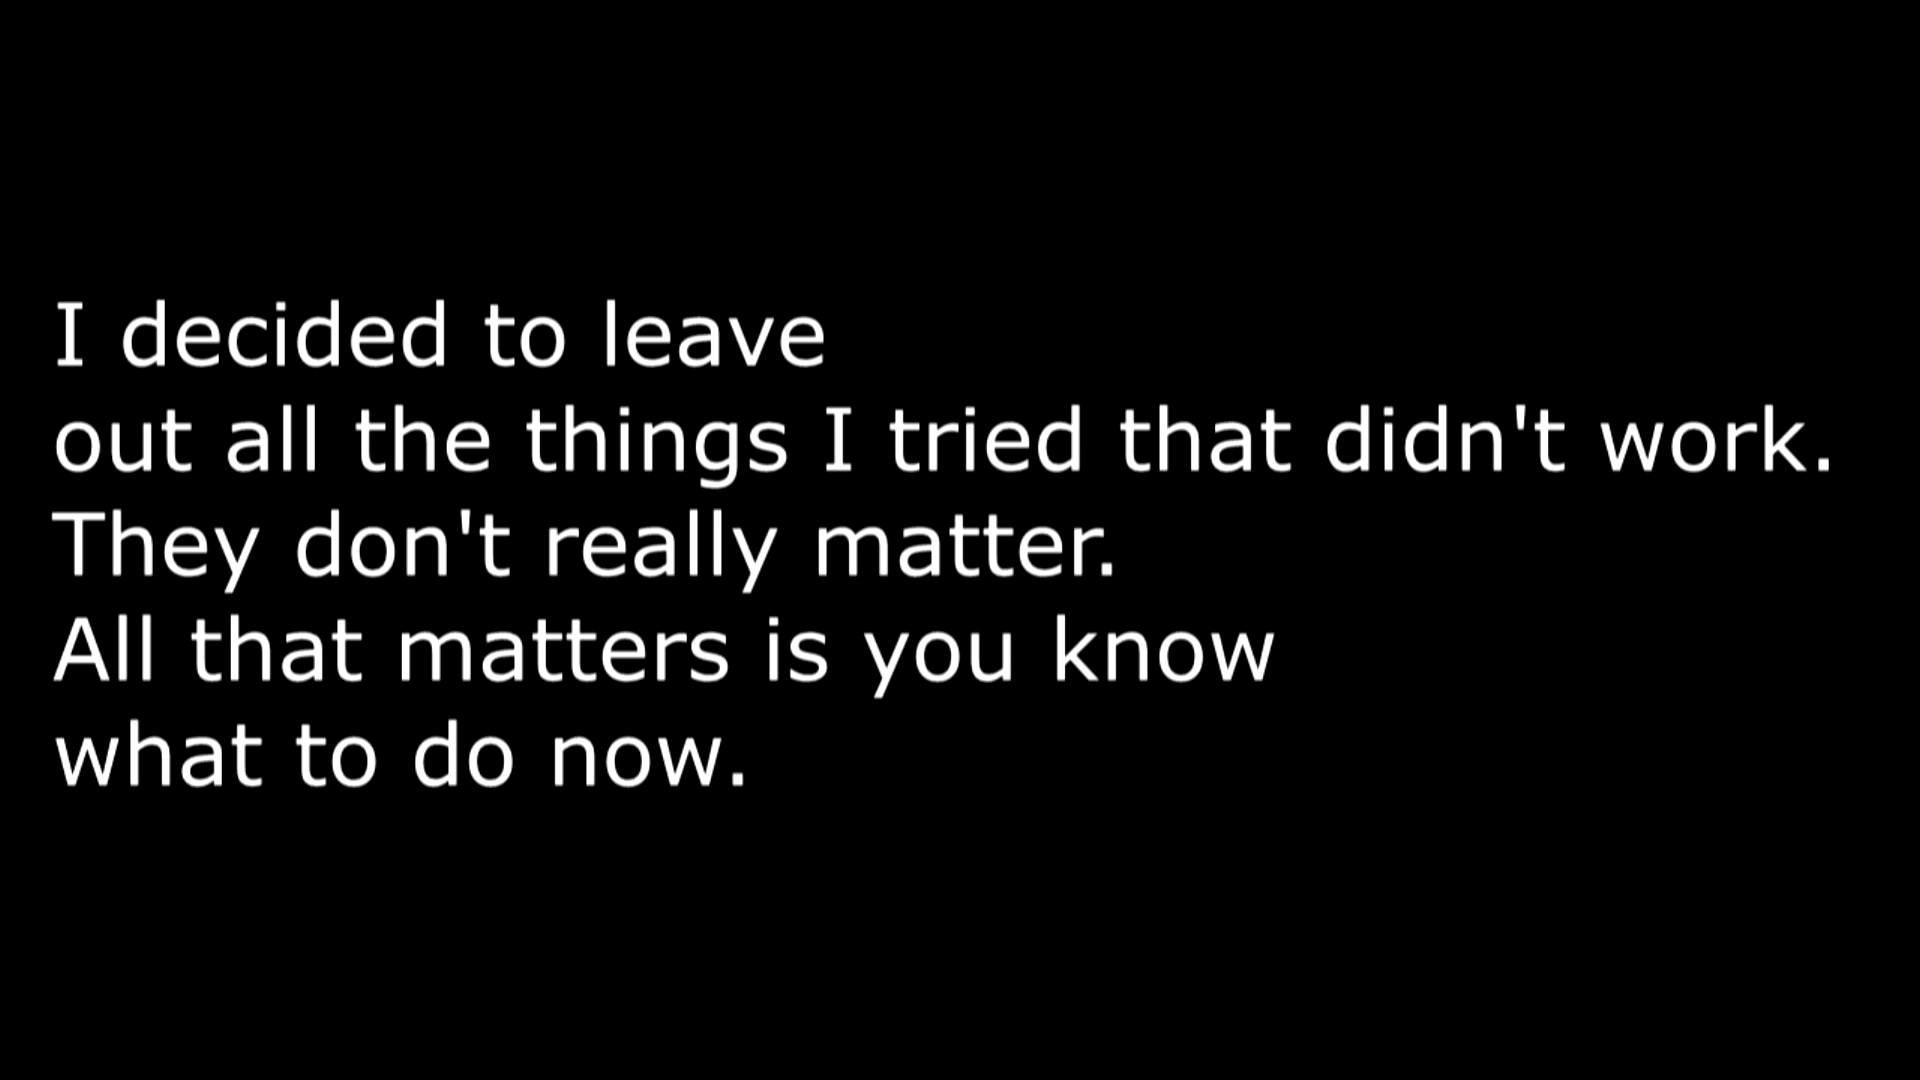 I decided to leave
out all the things I tried that didn't work.
They don't really matter.
All that matters is you know
what to do now.